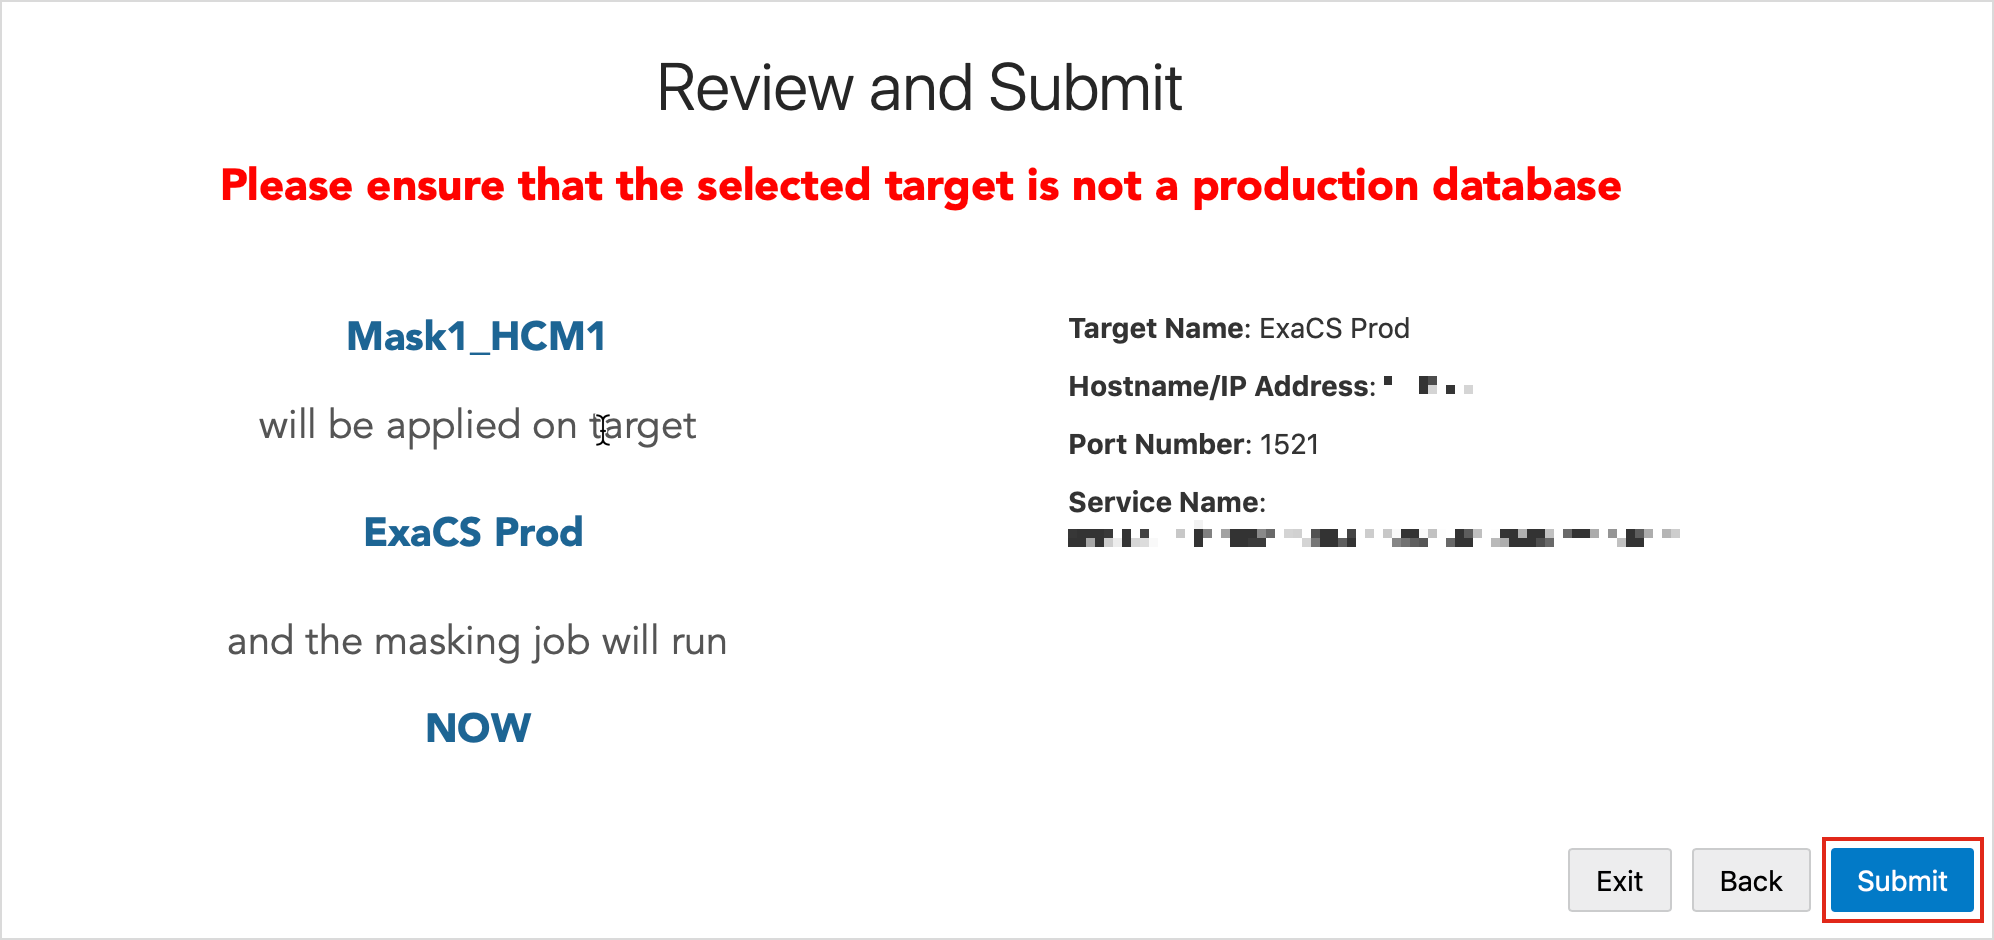 Review and Submit
Please ensure that the selected target is not a production database
Mask1_HCM1
will be applied on target
ExaCS Prod
and the masking job will run
NOW
Target Name: ExaCS Prod
Hostname/IP Address:
Port Number: 1521
Service Name:
Exit
Back
Submit